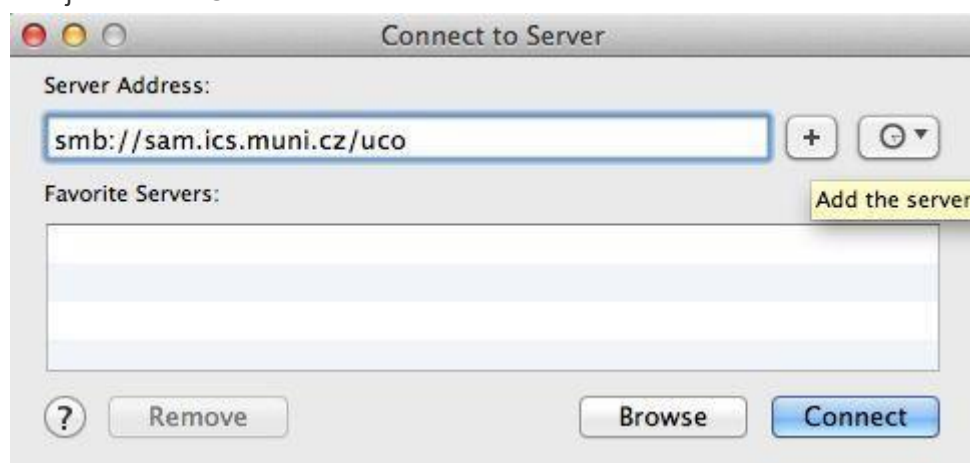 Connect to Server
Server Address:
smb://sam.ics.muni.cz/uco
+
Favorite Servers:
Add the server
?
Remove
Browse
Connect